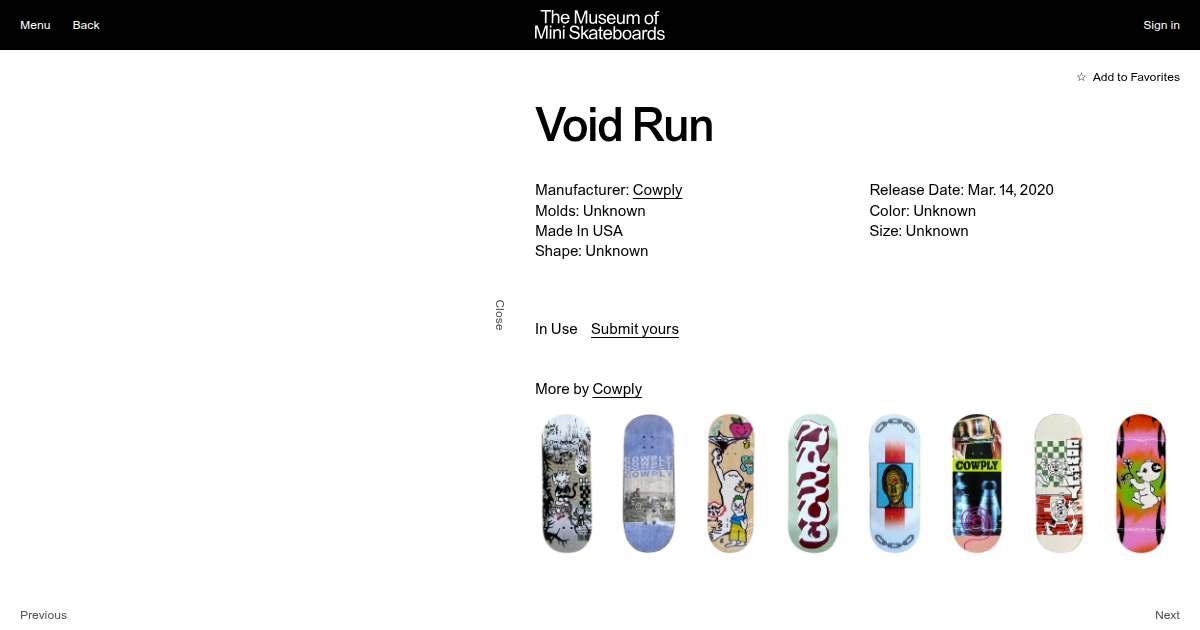 Menu
Back
The Museum of
Mini Skateboards
Sign in
☆ Add to Favorites
Void Run
Manufacturer: Cowply
Molds: Unknown
Made In USA
Shape: Unknown
Release Date: Mar. 14, 2020
Color: Unknown
Size: Unknown
Close
In Use
Submit yours
More by Cowply
COWPLY
COWPLY
COWPLY
Previous
Next